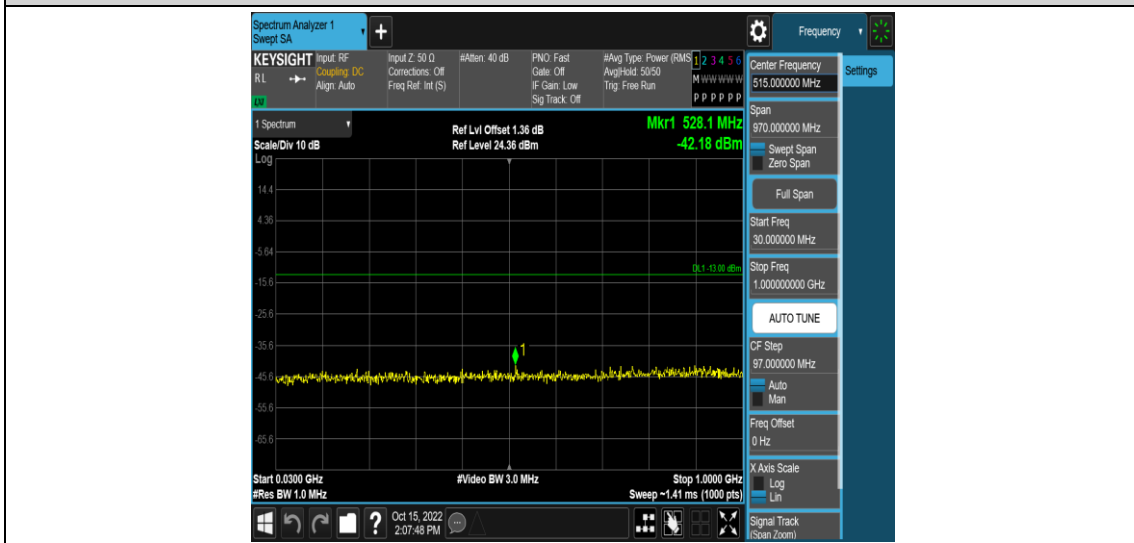 Spectrum Analyzer 1
Swept SA
+
Frequency
KEYSIGHT
RL
LXI
Input: RF
Coupling: DC
Align: Auto
Input Z: 50 Ω
Corrections: Off
Freq Ref: Int (S)
#Atten: 40 dB
PNO: Fast
Gate: Off
IF Gain: Low
Sig Track: Off
#Avg Type: Power (RMS
Avg|Hold: 50/50
Trig: Free Run
1 2 3 4 5 6
M W W W W W
P P P P P P
1 Spectrum
Scale/Div 10 dB
Ref Lvl Offset 1.36 dB
Ref Level 24.36 dBm
Mkr1 528.1 MHz
-42.18 dBm
Log
14.4
4.36
-5.64
-15.6
-25.6
-35.6
-45.6
-55.6
-65.6
DL1 -13.00 dBm
1
Start 0.0300 GHz
#Res BW 1.0 MHz
#Video BW 3.0 MHz
Stop 1.0000 GHz
Sweep ~1.41 ms (1000 pts)
?
Oct 15, 2022
2:07:48 PM
Center Frequency
515.000000 MHz
Settings
Span
970.000000 MHz
Swept Span
Zero Span
Full Span
Start Freq
30.000000 MHz
Stop Freq
1.000000000 GHz
AUTO TUNE
CF Step
97.000000 MHz
Auto
Man
Freq Offset
0 Hz
X Axis Scale
Log
Lin
Signal Track
(Span Zoom)